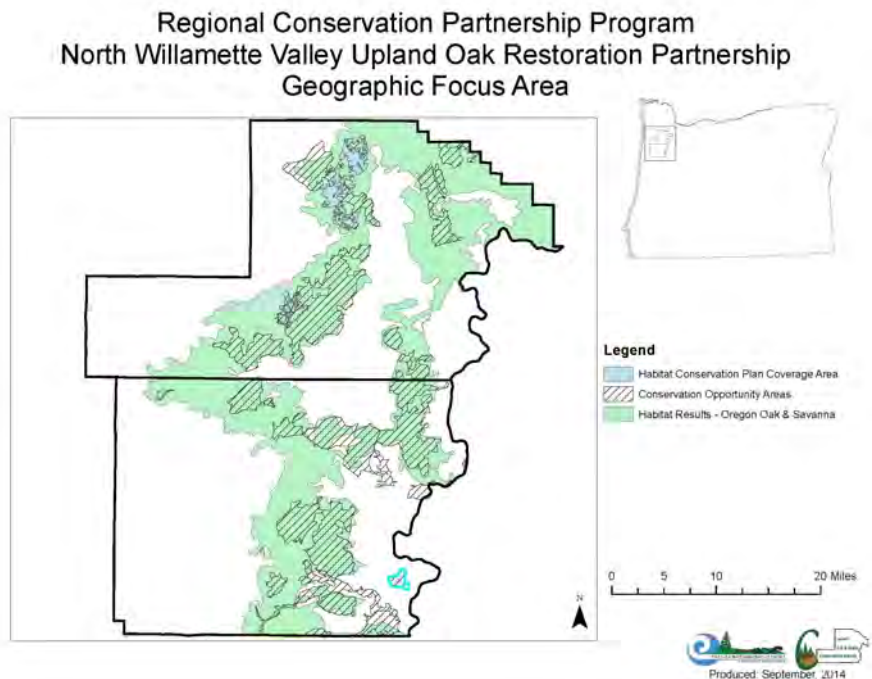 Regional Conservation Partnership Program
North Willamette Valley Upland Oak Restoration Partnership
Geographic Focus Area
Legend
Habitat Conservation Plan Coverage Area
Conservation Opportunity Areas
Habitat Results - Oregon Oak & Savanna
0 5 10 20 Miles
N
Produced: September, 2014